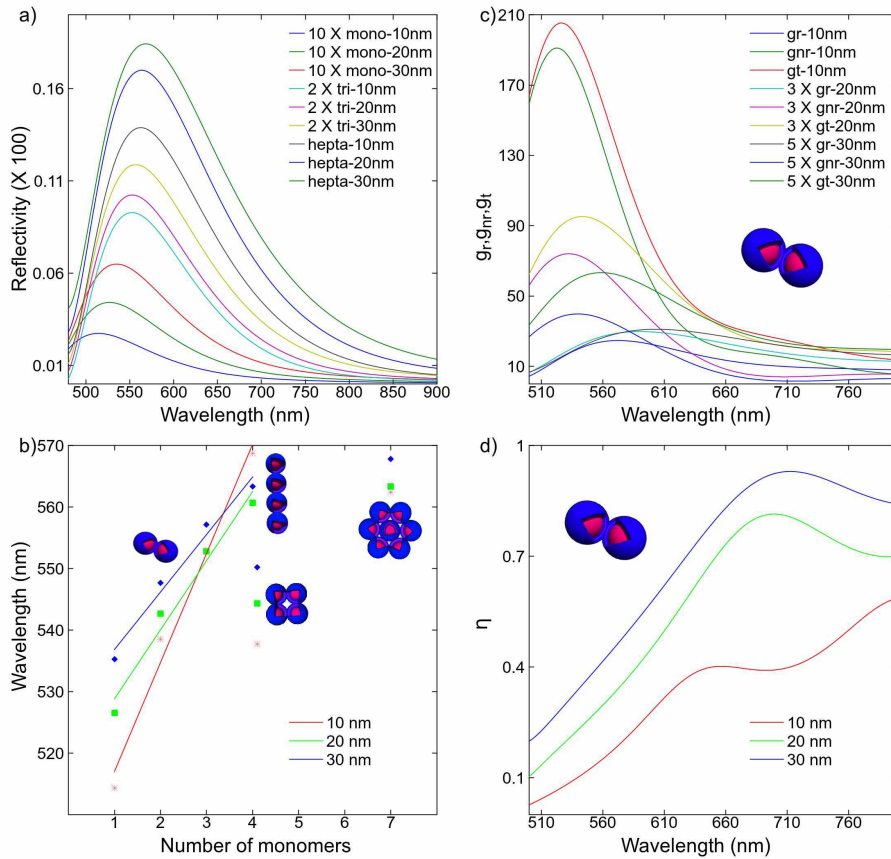 a)
10 X mono-10nm
10 X mono-20nm
10 X mono-30nm
2 X tri-10nm
2 X tri-20nm
2 X tri-30nm
hepta-10nm
hepta-20nm
hepta-30nm
Reflectivity (X 100)
0.16
0.11
0.06
0.01
500 550 600 650 700 750 800 850 900
Wavelength (nm)
c)
210
170
130
90
50
10
gr-10nm
gnr-10nm
gt-10nm
3 X gr-20nm
3 X gnr-20nm
3 X gt-20nm
5 X gr-30nm
5 X gnr-30nm
5 X gt-30nm
gr,gnr,gt
510 560 610 660 710 760
Wavelength (nm)
b)
570
560
550
540
530
520
Wavelength (nm)
10 nm
20 nm
30 nm
1 2 3 4 5 7
Number of monomers
d)
1
0.7
0.4
0.1
η
10 nm
20 nm
30 nm
510 560 610 660 710 760
Wavelength (nm)